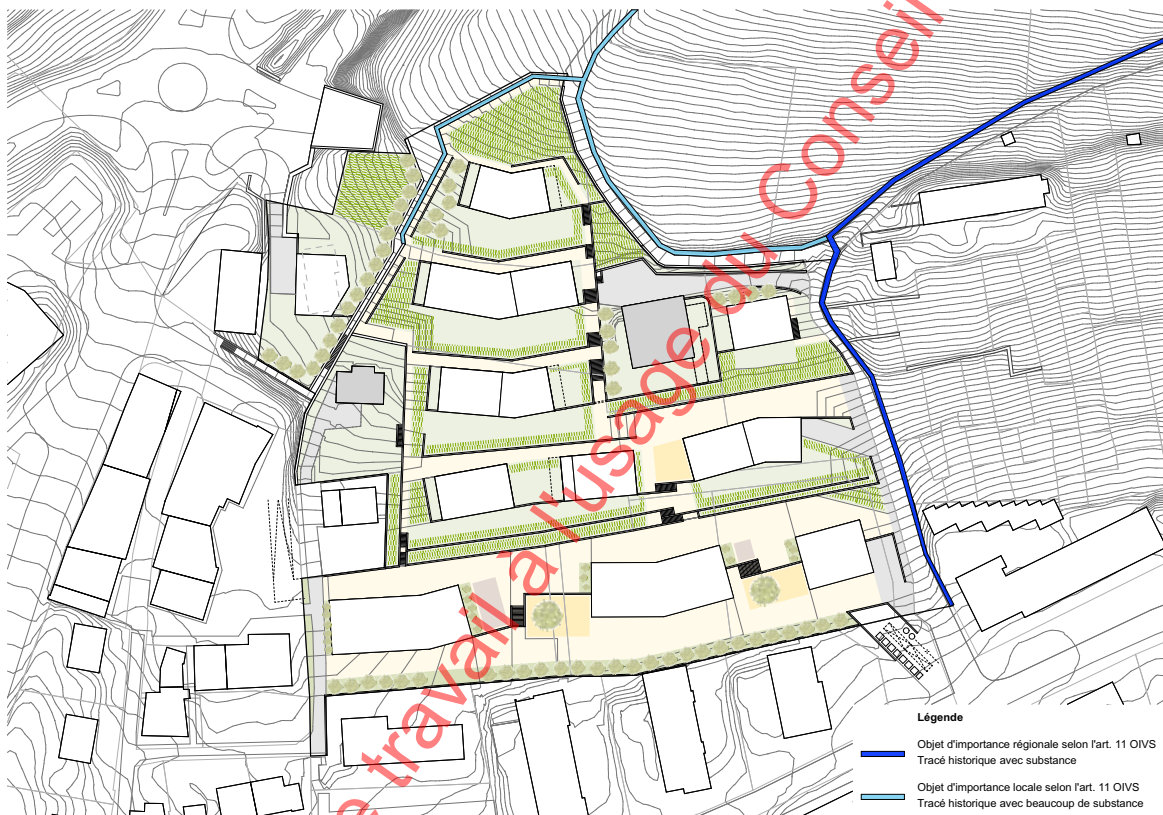 de travail à l'usage du Conseil
Légende
Objet d'importance régionale selon l'art. 11 OIVS
Tracé historique avec substance
Objet d'importance locale selon l'art. 11 OIVS
Tracé historique avec beaucoup de substance